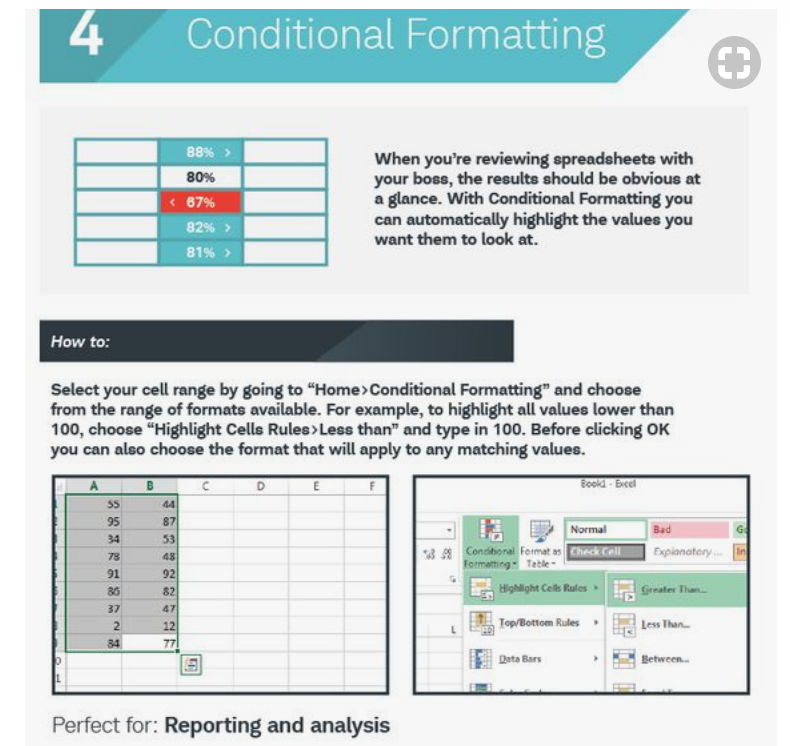 4 Conditional Formatting
88% >
80%
< 67%
82% >
81% >
When you're reviewing spreadsheets with
your boss, the results should be obvious at
a glance. With Conditional Formatting you
can automatically highlight the values you
want them to look at.
How to:
Select your cell range by going to “Home>Conditional Formatting” and choose
from the range of formats available. For example, to highlight all values lower than
100, choose “Highlight Cells Rules>Less than” and type in 100. Before clicking OK
you can also choose the format that will apply to any matching values.
A B C D E F
55 44
95 87
34 53
78 48
91 92
86 82
37 47
2 12
84 77
0
1
Book1 - Excel
Normal Bad
Conditional Format as Check Cell Explanatory ...
Formatting Table
Highlight Cells Rules Greater Than...
Top/Bottom Rules Less Than...
L
Data Bars Between...
Perfect for: Reporting and analysis